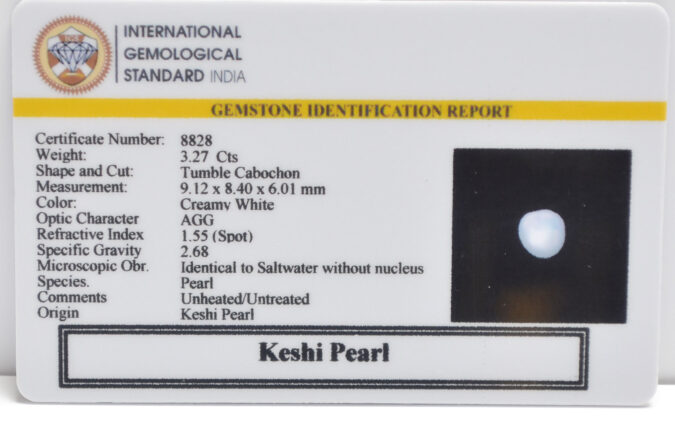 INTERNATIONAL
GEMOLOGICAL
STANDARD INDIA
GEMSTONE IDENTIFICATION REPORT
Certificate Number: 8828
Weight: 3.27 Cts
Shape and Cut: Tumble Cabochon
Measurement: 9.12 x 8.40 x 6.01 mm
Color: Creamy White
Optic Character AGG
Refractive Index 1.55 (Spot)
Specific Gravity 2.68
Microscopic Obr. Identical to Saltwater without nucleus
Species. Pearl
Comments Unheated/Untreated
Origin Keshi Pearl
Keshi Pearl